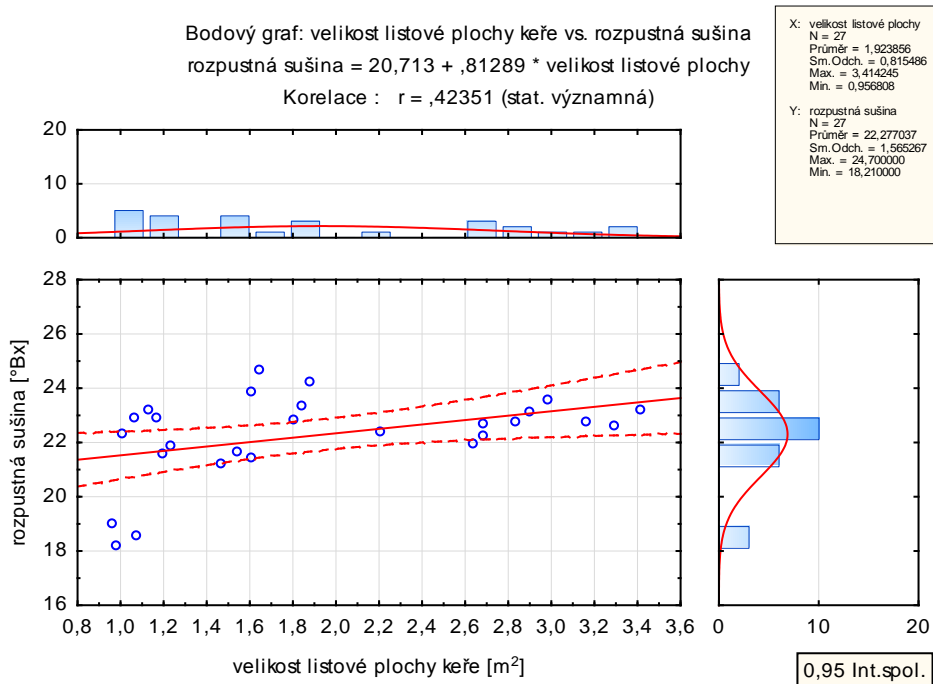 Bodový graf: velikost listové plochy keře vs. rozpustná sušina
rozpustná sušina = 20,713 + ,81289 * velikost listové plochy
Korelace : r = ,42351 (stat. významná)
X: velikost listové plochy
N = 27
Průměr = 1,923856
Sm.Odch. = 0,815486
Max. = 3,414245
Min. = 0,956808
Y: rozpustná sušina
N = 27
Průměr = 22,277037
Sm.Odch. = 1,565267
Max. = 24,700000
Min. = 18,210000
20
10
0
28
26
24
22
20
18
16
rozpustná sušina [°Bx]
0,8 1,0 1,2 1,4 1,6 1,8 2,0 2,2 2,4 2,6 2,8 3,0 3,2 3,4 3,6
velikost listové plochy keře [m²]
0 10 20
0,95 Int.spol.